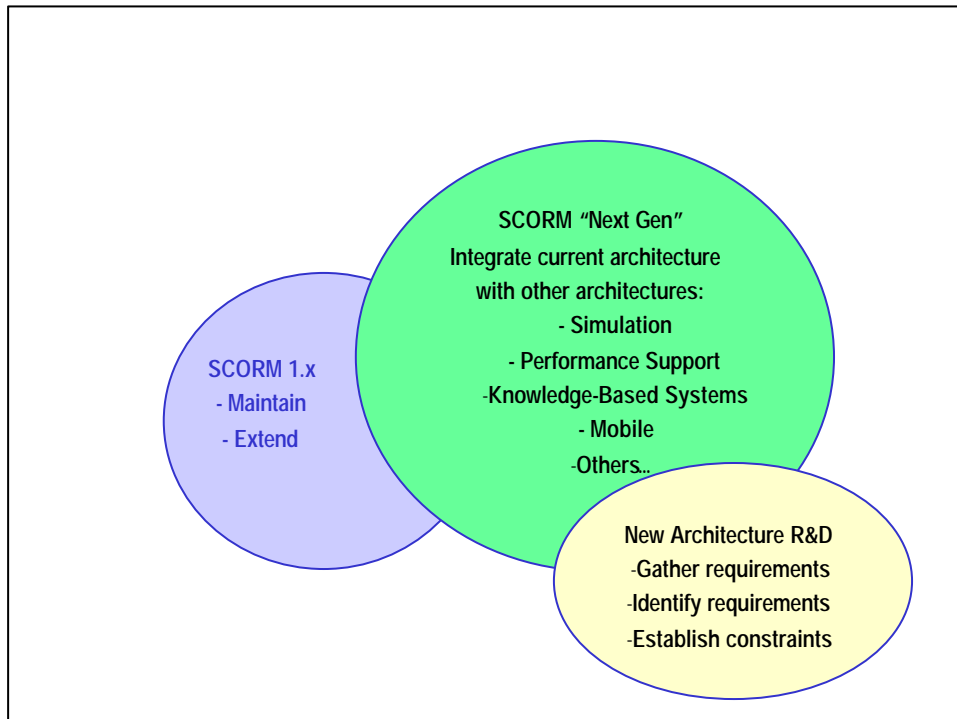 SCORM “Next Gen”
Integrate current architecture
with other architectures:
- Simulation
- Performance Support
-Knowledge-Based Systems
- Mobile
-Others...
SCORM 1.x
- Maintain
- Extend
New Architecture R&D
-Gather requirements
-Identify requirements
-Establish constraints